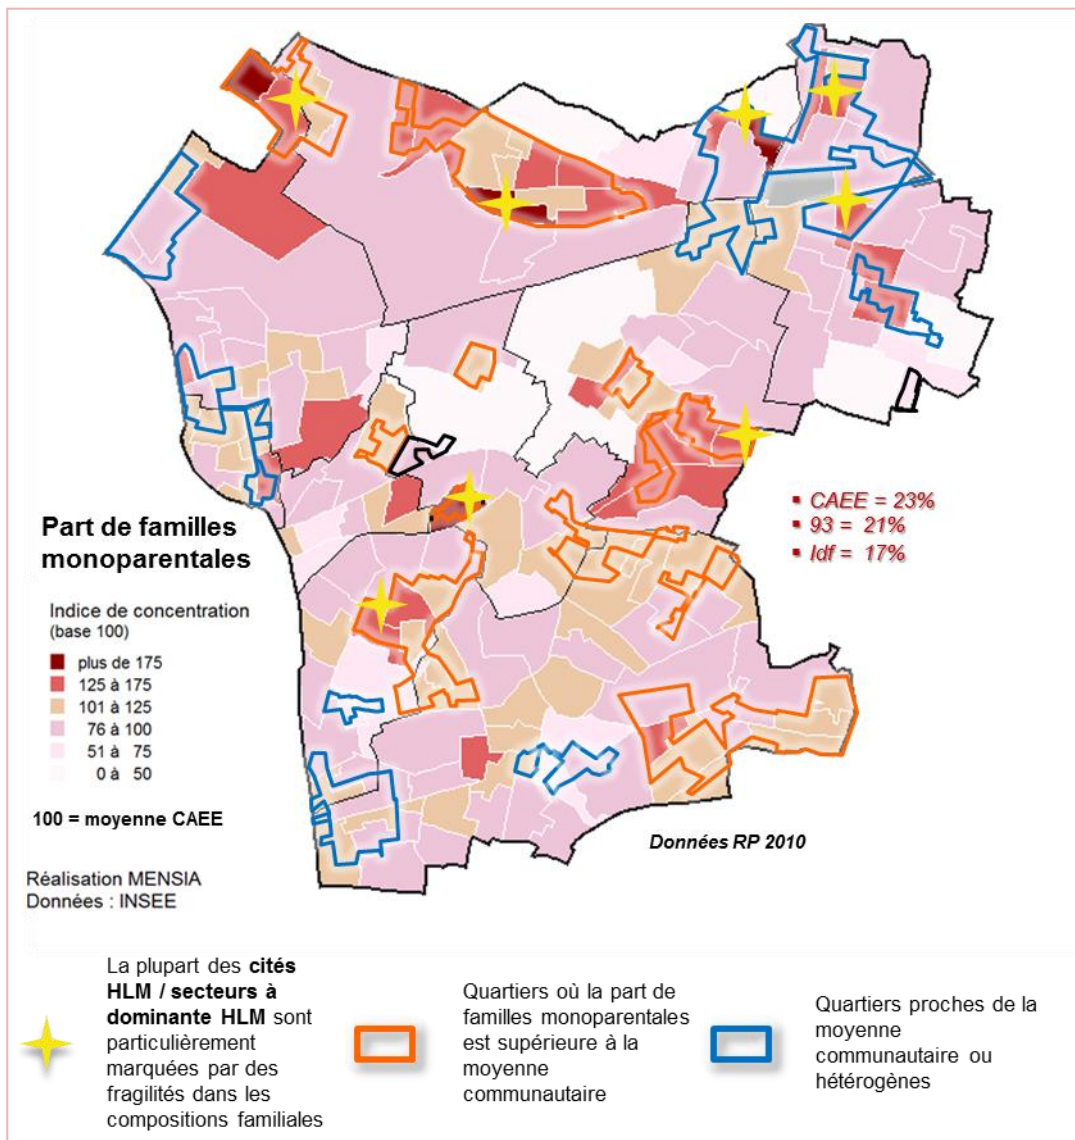 ▪ CAEE = 23%
▪ 93 = 21%
▪ Idf = 17%
Part de familles
monoparentales
Indice de concentration
(base 100)
plus de 175
125 à 175
101 à 125
76 à 100
51 à 75
0 à 50
100 = moyenne CAEE
Données RP 2010
Réalisation MENSIA
Données : INSEE
La plupart des cités
HLM / secteurs à
dominante HLM sont
particulièrement
marquées par des
fragilités dans les
compositions familiales
Quartiers où la part de
familles monoparentales
est supérieure à la
moyenne
communautaire
Quartiers proches de la
moyenne
communautaire ou
hétérogènes